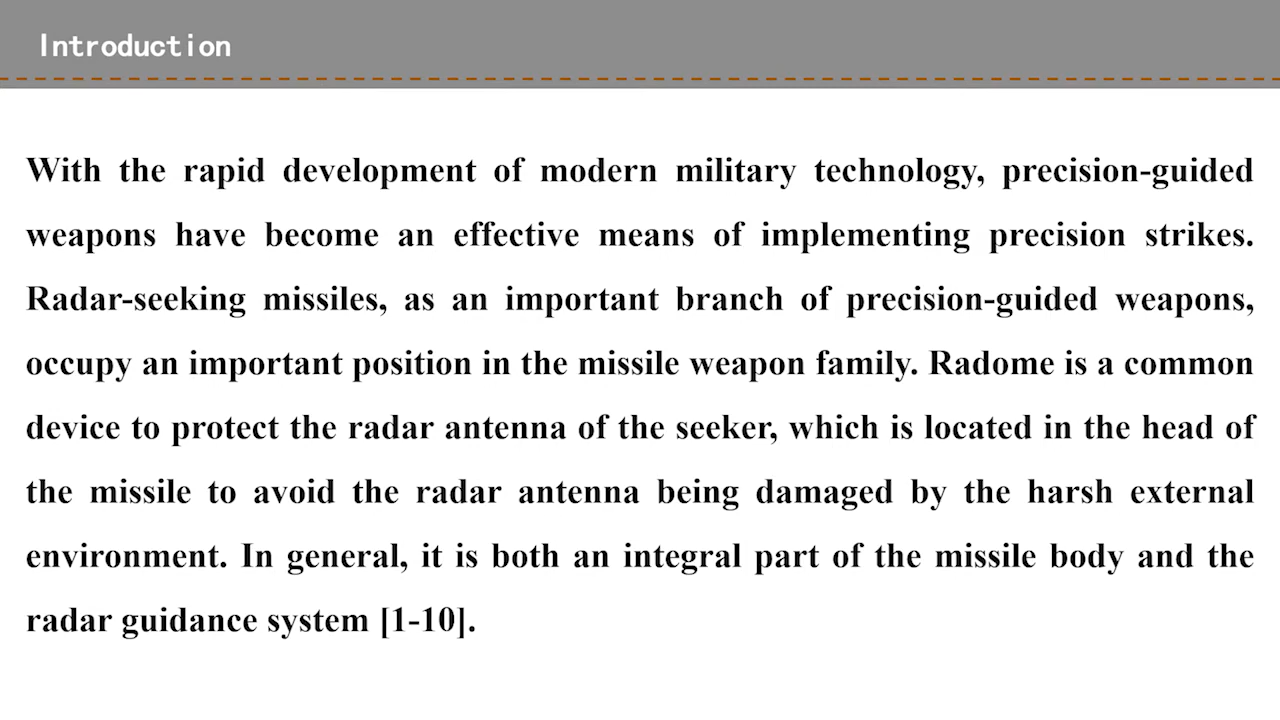 Introduction
With the rapid development of modern military technology, precision-guided
weapons have become an effective means of implementing precision strikes.
Radar-seeking missiles, as an important branch of precision-guided weapons,
occupy an important position in the missile weapon family. Radome is a common
device to protect the radar antenna of the seeker, which is located in the head of
the missile to avoid the radar antenna being damaged by the harsh external
environment. In general, it is both an integral part of the missile body and the
radar guidance system [1-10].